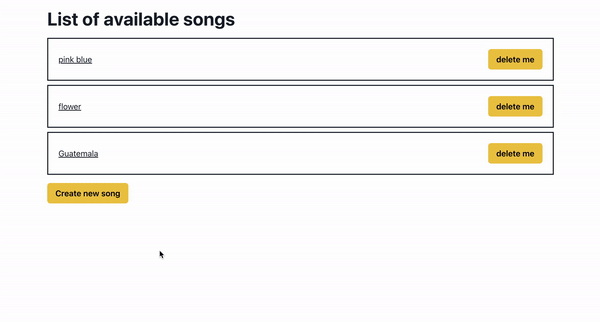 List of available songs
pink blue
delete me
flower
delete me
Guatemala
delete me
Create new song